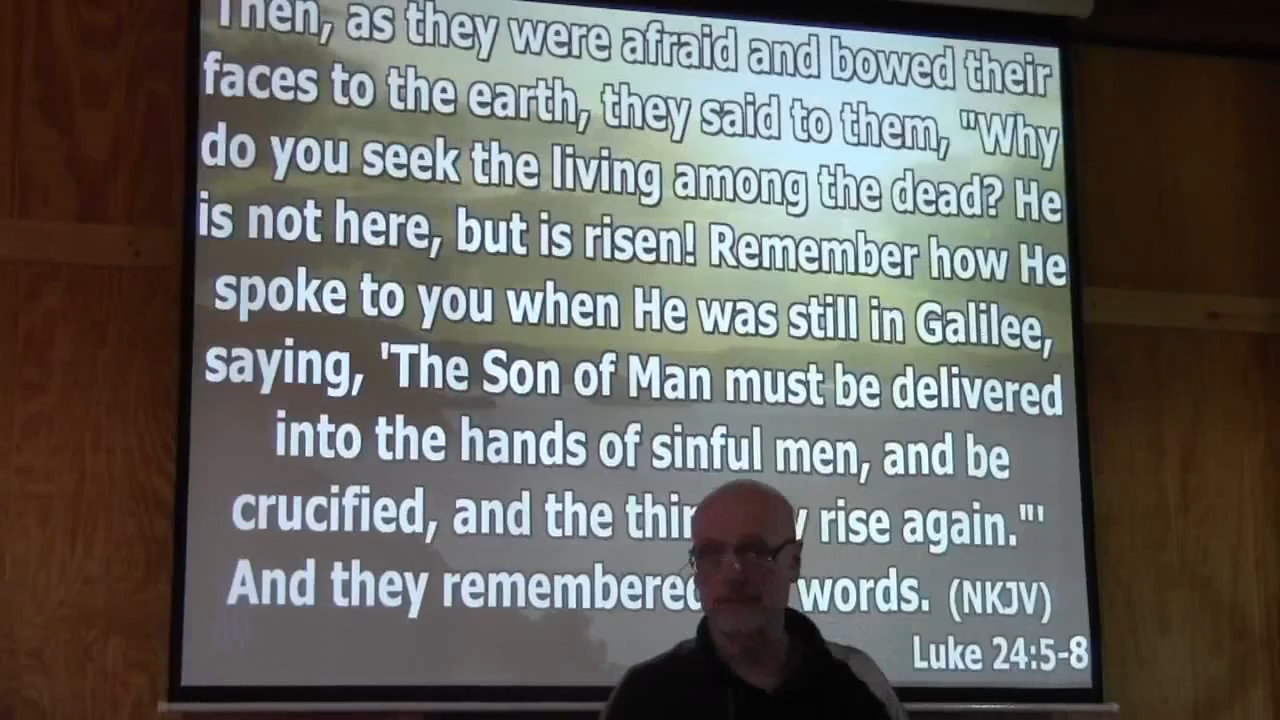 Then, as they were afraid and bowed their
faces to the earth, they said to them, "Why
do you seek the living among the dead? He
is not here, but is risen! Remember how He
spoke to you when He was still in Galilee,
saying, 'The Son of Man must be delivered
into the hands of sinful men, and be
crucified, and the rise again."'
And they remembered words. (NKJV)
Luke 24:5-8